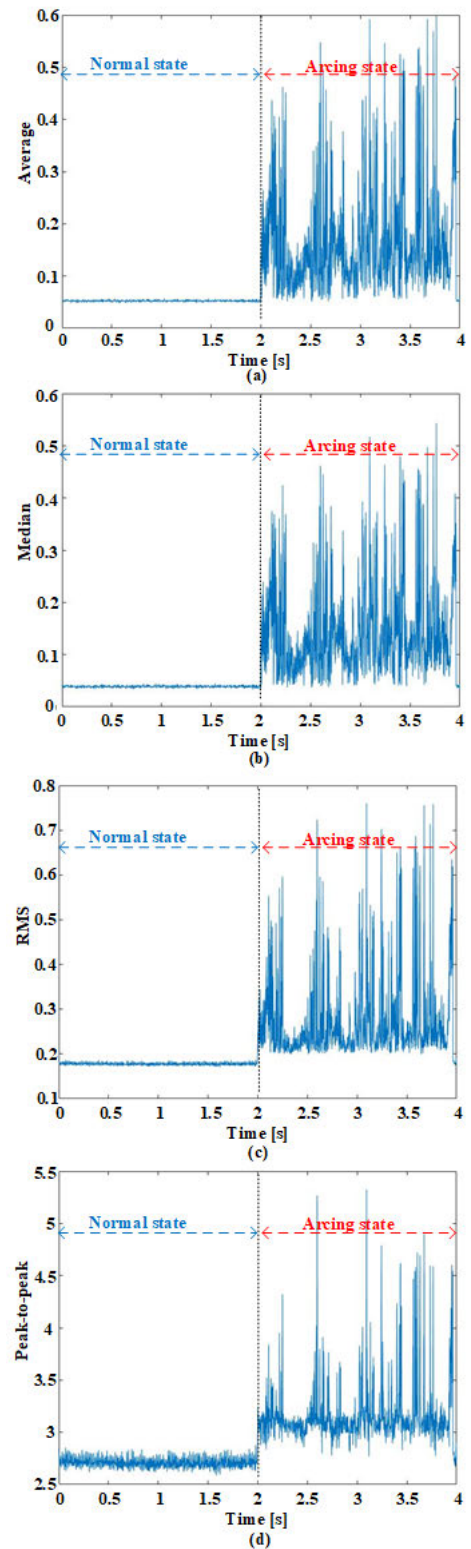 0.6
Normal state Arcing state
0.5
0.4
Average
0.3
0.2
0.1
0
0 0.5 1 1.5 2 2.5 3 3.5 4
Time [s]
(a)
0.6
Normal state Arcing state
0.5
0.4
Median
0.3
0.2
0.1
0
0 0.5 1 1.5 2 2.5 3 3.5 4
Time [s]
(b)
0.8
0.7
Normal state Arcing state
0.6
0.5
RMS
0.4
0.3
0.2
0.1
0 0.5 1 1.5 2 2.5 3 3.5 4
Time [s]
(c)
5.5
Normal state Arcing state
5
4.5
Peak-to-peak
4
3.5
3
2.5
0 0.5 1 1.5 2 2.5 3 3.5 4
Time [s]
(d)